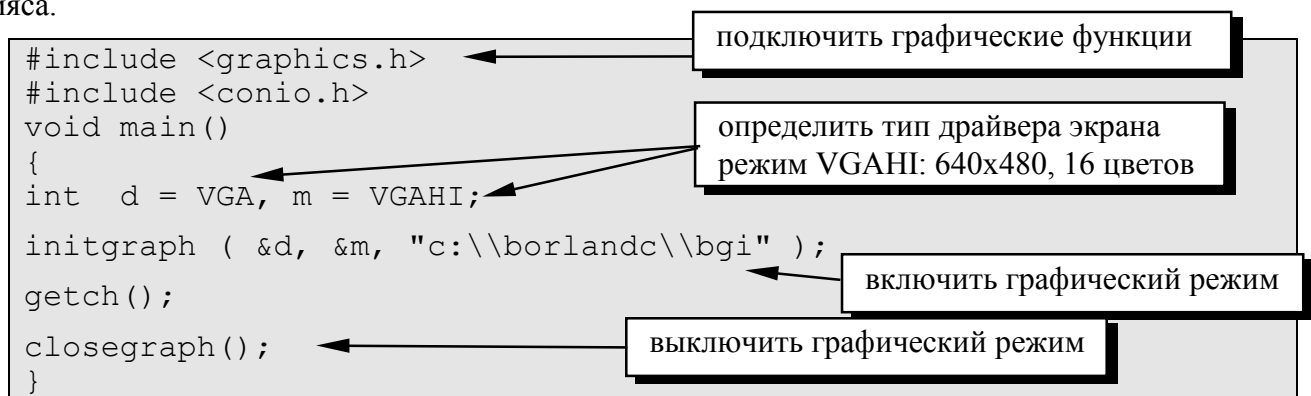 ияса.
#include <graphics.h>
подключить графические функции
#include <conio.h>
void main()
определить тип драйвера экрана
режим VGAHI: 640x480, 16 цветов
{
int d = VGA, m = VGAHI;
initgraph ( &d, &m, "c:\\borlandc\\bgi" );
включить графический режим
getch();
closegraph();
выключить графический режим
}